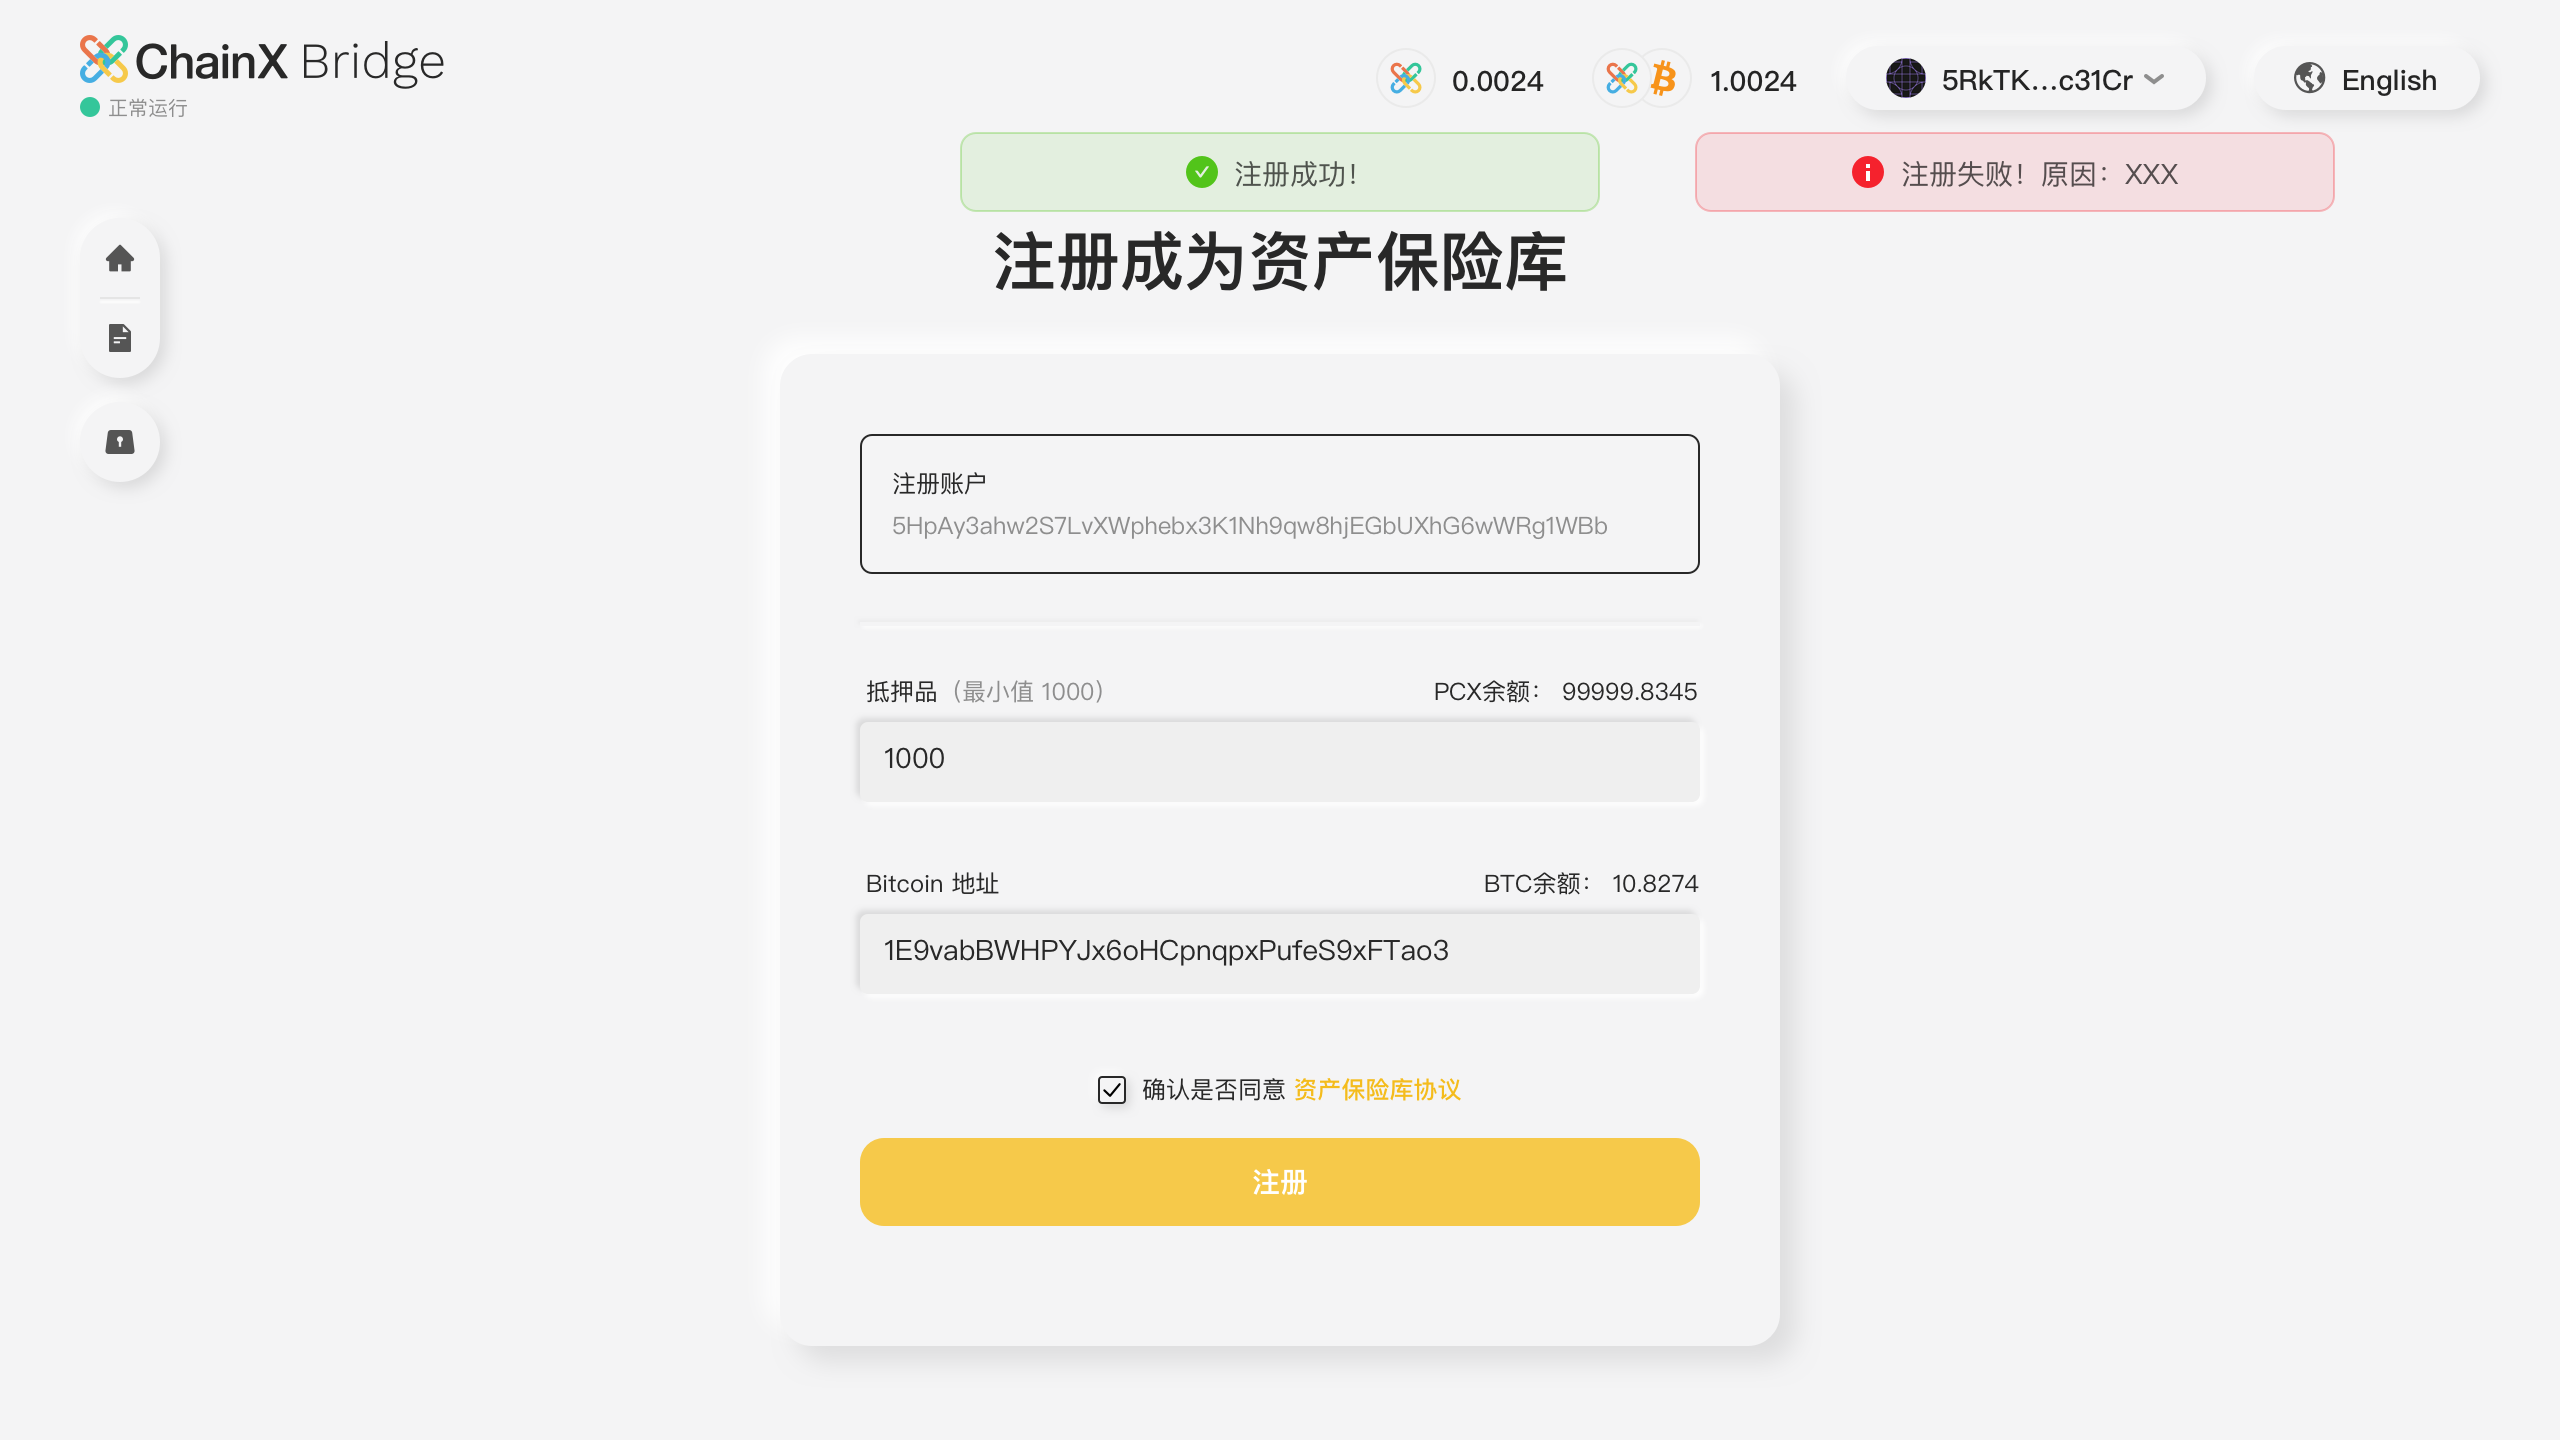 ChainX Bridge
正常运行
0.0024
1.0024
5RkTK...c31Cr
English
注册成功！
注册失败！原因：XXX
注册成为资产保险库
注册账户
5HpAy3ahw2S7LvXWphebx3K1Nh9qw8hjEGbUXhG6wWRg1WBb
抵押品（最小值 1000）
PCX余额： 99999.8345
1000
Bitcoin 地址
BTC余额： 10.8274
1E9vabBWHPYJx6oHCpnqpxPufeS9xFTao3
确认是否同意 资产保险库协议
注册